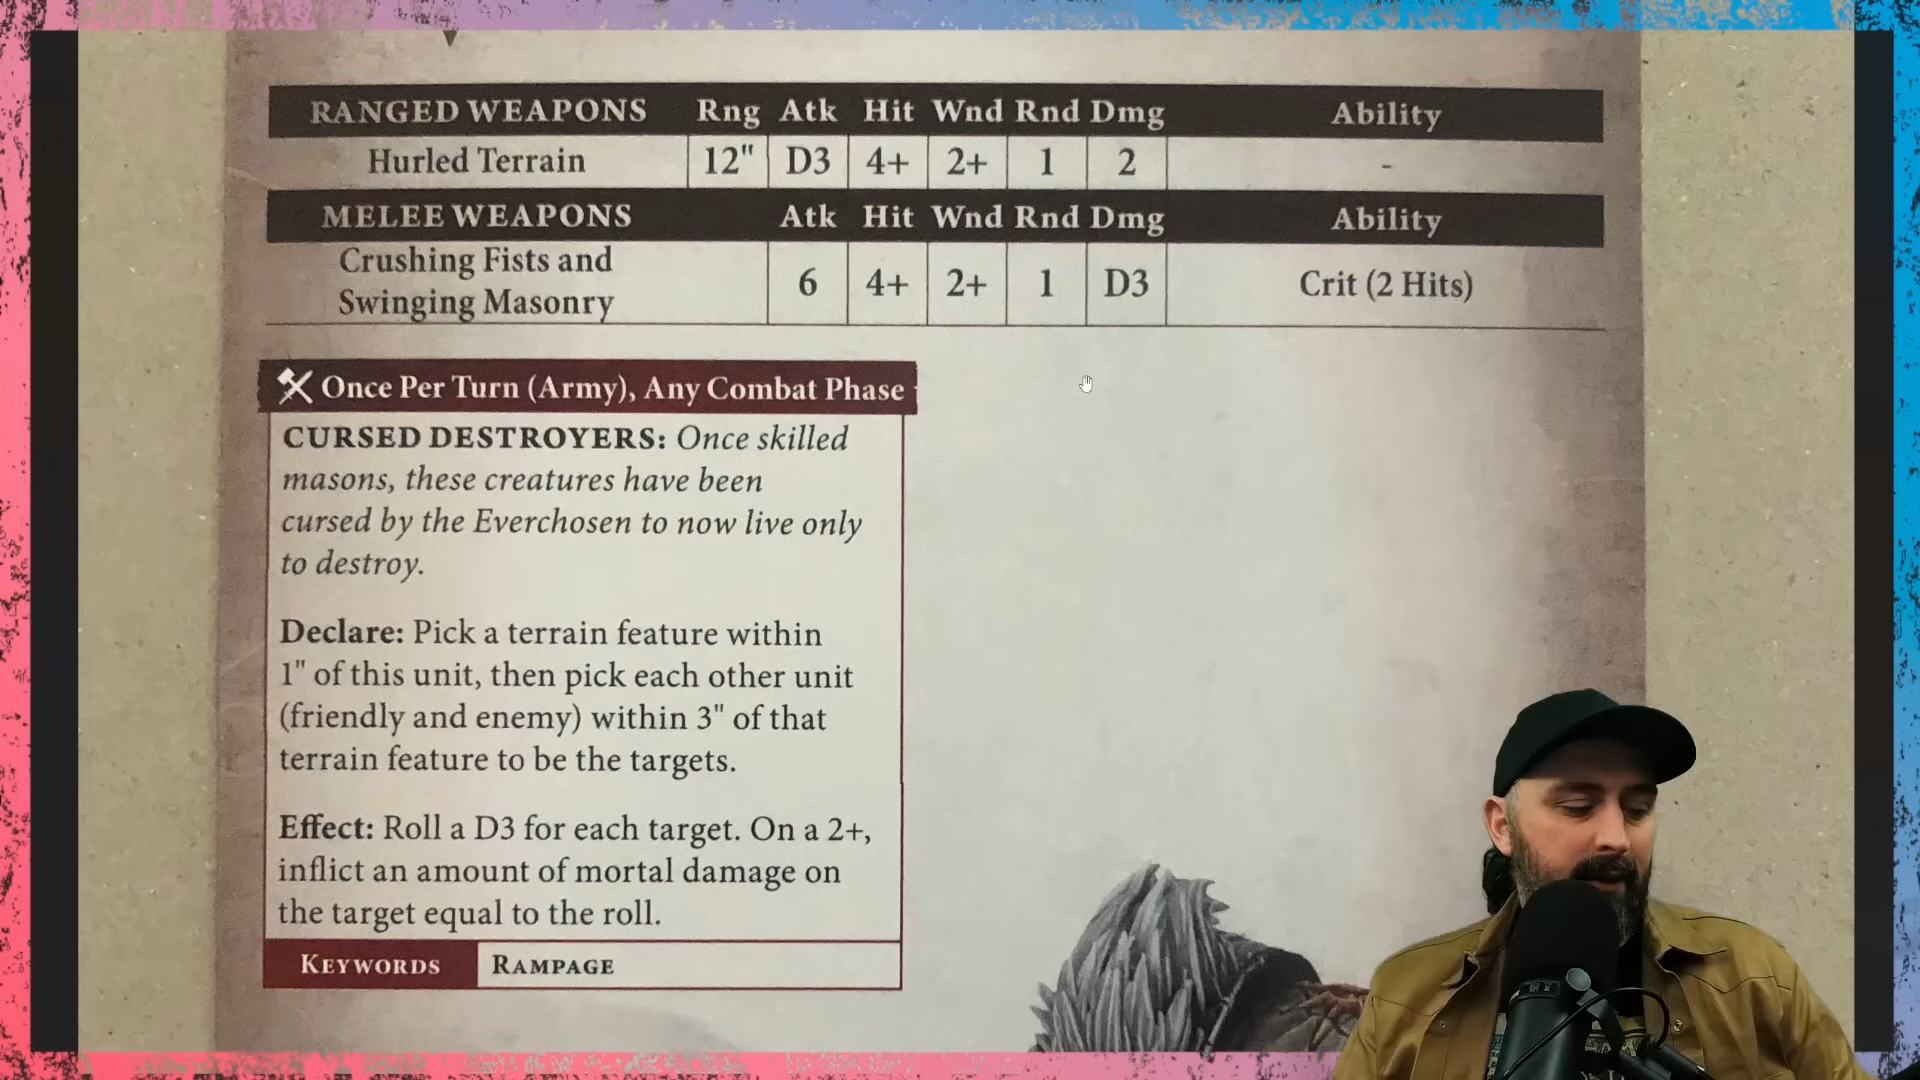 RANGED WEAPONS Rng Atk Hit Wnd Rnd Dmg Ability
Hurled Terrain 12" D3 4+ 2+ 1 2 -
MELEE WEAPONS Atk Hit Wnd Rnd Dmg Ability
Crushing Fists and
Swinging Masonry 6 4+ 2+ 1 D3 Crit (2 Hits)
Once Per Turn (Army), Any Combat Phase
CURSED DESTROYERS: Once skilled
masons, these creatures have been
cursed by the Everchosen to now live only
to destroy.
Declare: Pick a terrain feature within
1" of this unit, then pick each other unit
(friendly and enemy) within 3" of that
terrain feature to be the targets.
Effect: Roll a D3 for each target. On a 2+,
inflict an amount of mortal damage on
the target equal to the roll.
KEYWORDS RAMPAGE